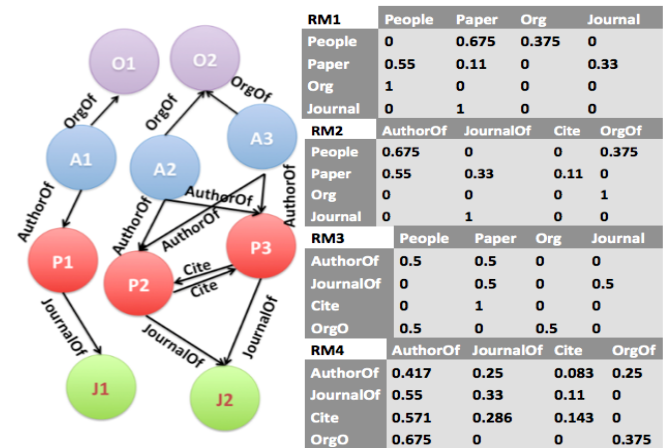 O1
O2
OrgOf
OrgOf
OrgOf
A1
A2
A3
AuthorOf
AuthorOf
AuthorOf
AuthorOf
AuthorOf
P1
P2
P3
Cite
Cite
JournalOf
JournalOf
JournalOf
J1
J2
RM1 People Paper Org Journal
People 0 0.675 0.375 0
Paper 0.55 0.11 0 0.33
Org 1 0 0 0
Journal 0 1 0 0
RM2 AuthorOf JournalOf Cite OrgOf
People 0.675 0 0 0.375
Paper 0.55 0.33 0.11 0
Org 0 0 0 1
Journal 0 1 0 0
RM3 People Paper Org Journal
AuthorOf 0.5 0.5 0 0
JournalOf 0 0.5 0 0.5
Cite 0 1 0 0
OrgO 0.5 0 0.5 0
RM4 AuthorOf JournalOf Cite OrgOf
AuthorOf 0.417 0.25 0.083 0.25
JournalOf 0.55 0.33 0.11 0
Cite 0.571 0.286 0.143 0
OrgO 0.675 0 0 0.375